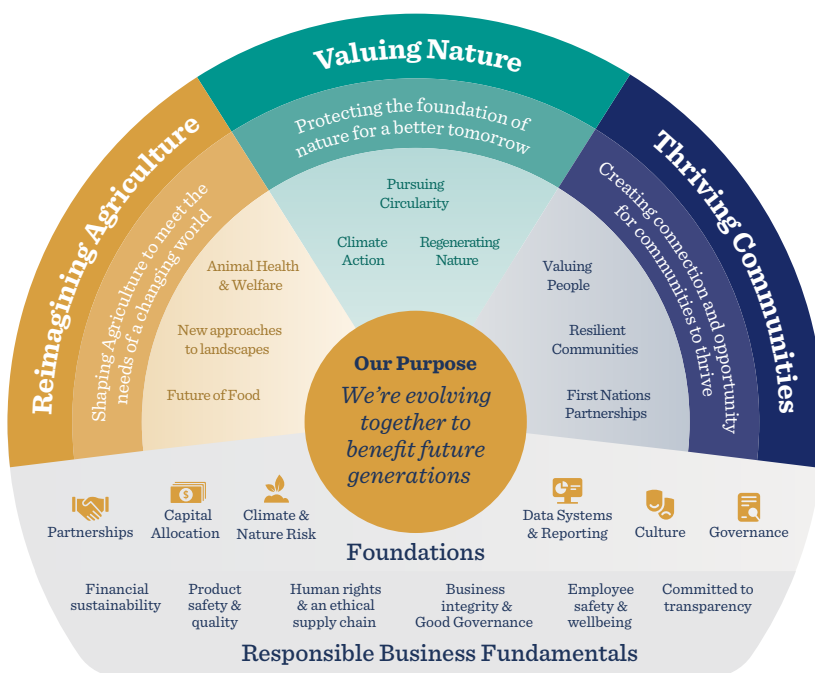 Valuing Nature
Protecting the foundation of
nature for a better tomorrow
Pursuing
Circularity
Climate
Action
Regenerating
Nature
Reimagining Agriculture
Shaping Agriculture to meet the
needs of a changing world
Animal Health
& Welfare
New approaches
to landscapes
Future of Food
Thriving Communities
Creating connection and opportunity
for communities to thrive
Valuing
People
Resilient
Communities
First Nations
Partnerships
Our Purpose
We're evolving
together to
benefit future
generations
Partnerships
Capital
Allocation
Climate &
Nature Risk
Data Systems
& Reporting
Culture
Governance
Foundations
Financial
sustainability
Product
safety &
quality
Human rights
& an ethical
supply chain
Business
integrity &
Good Governance
Employee
safety &
wellbeing
Committed to
transparency
Responsible Business Fundamentals